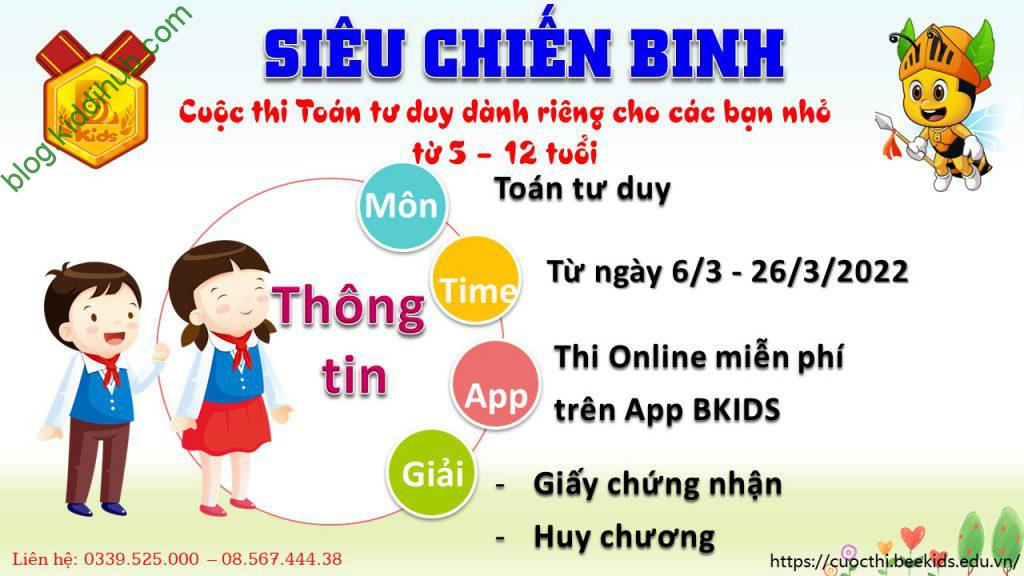 SIÊU CHIẾN BINH
Cuộc thi Toán tư duy dành riêng cho các bạn nhỏ
từ 5 – 12 tuổi
blog.kiddihub.com
Kids
Môn
Toán tư duy
Time
Từ ngày 6/3 - 26/3/2022
Thông
tin
App
Thi Online miễn phí
trên App BKIDS
Giải
- Giấy chứng nhận
- Huy chương
Liên hệ: 0339.525.000 – 08.567.444.38
https://cuocthi.beekids.edu.vn/